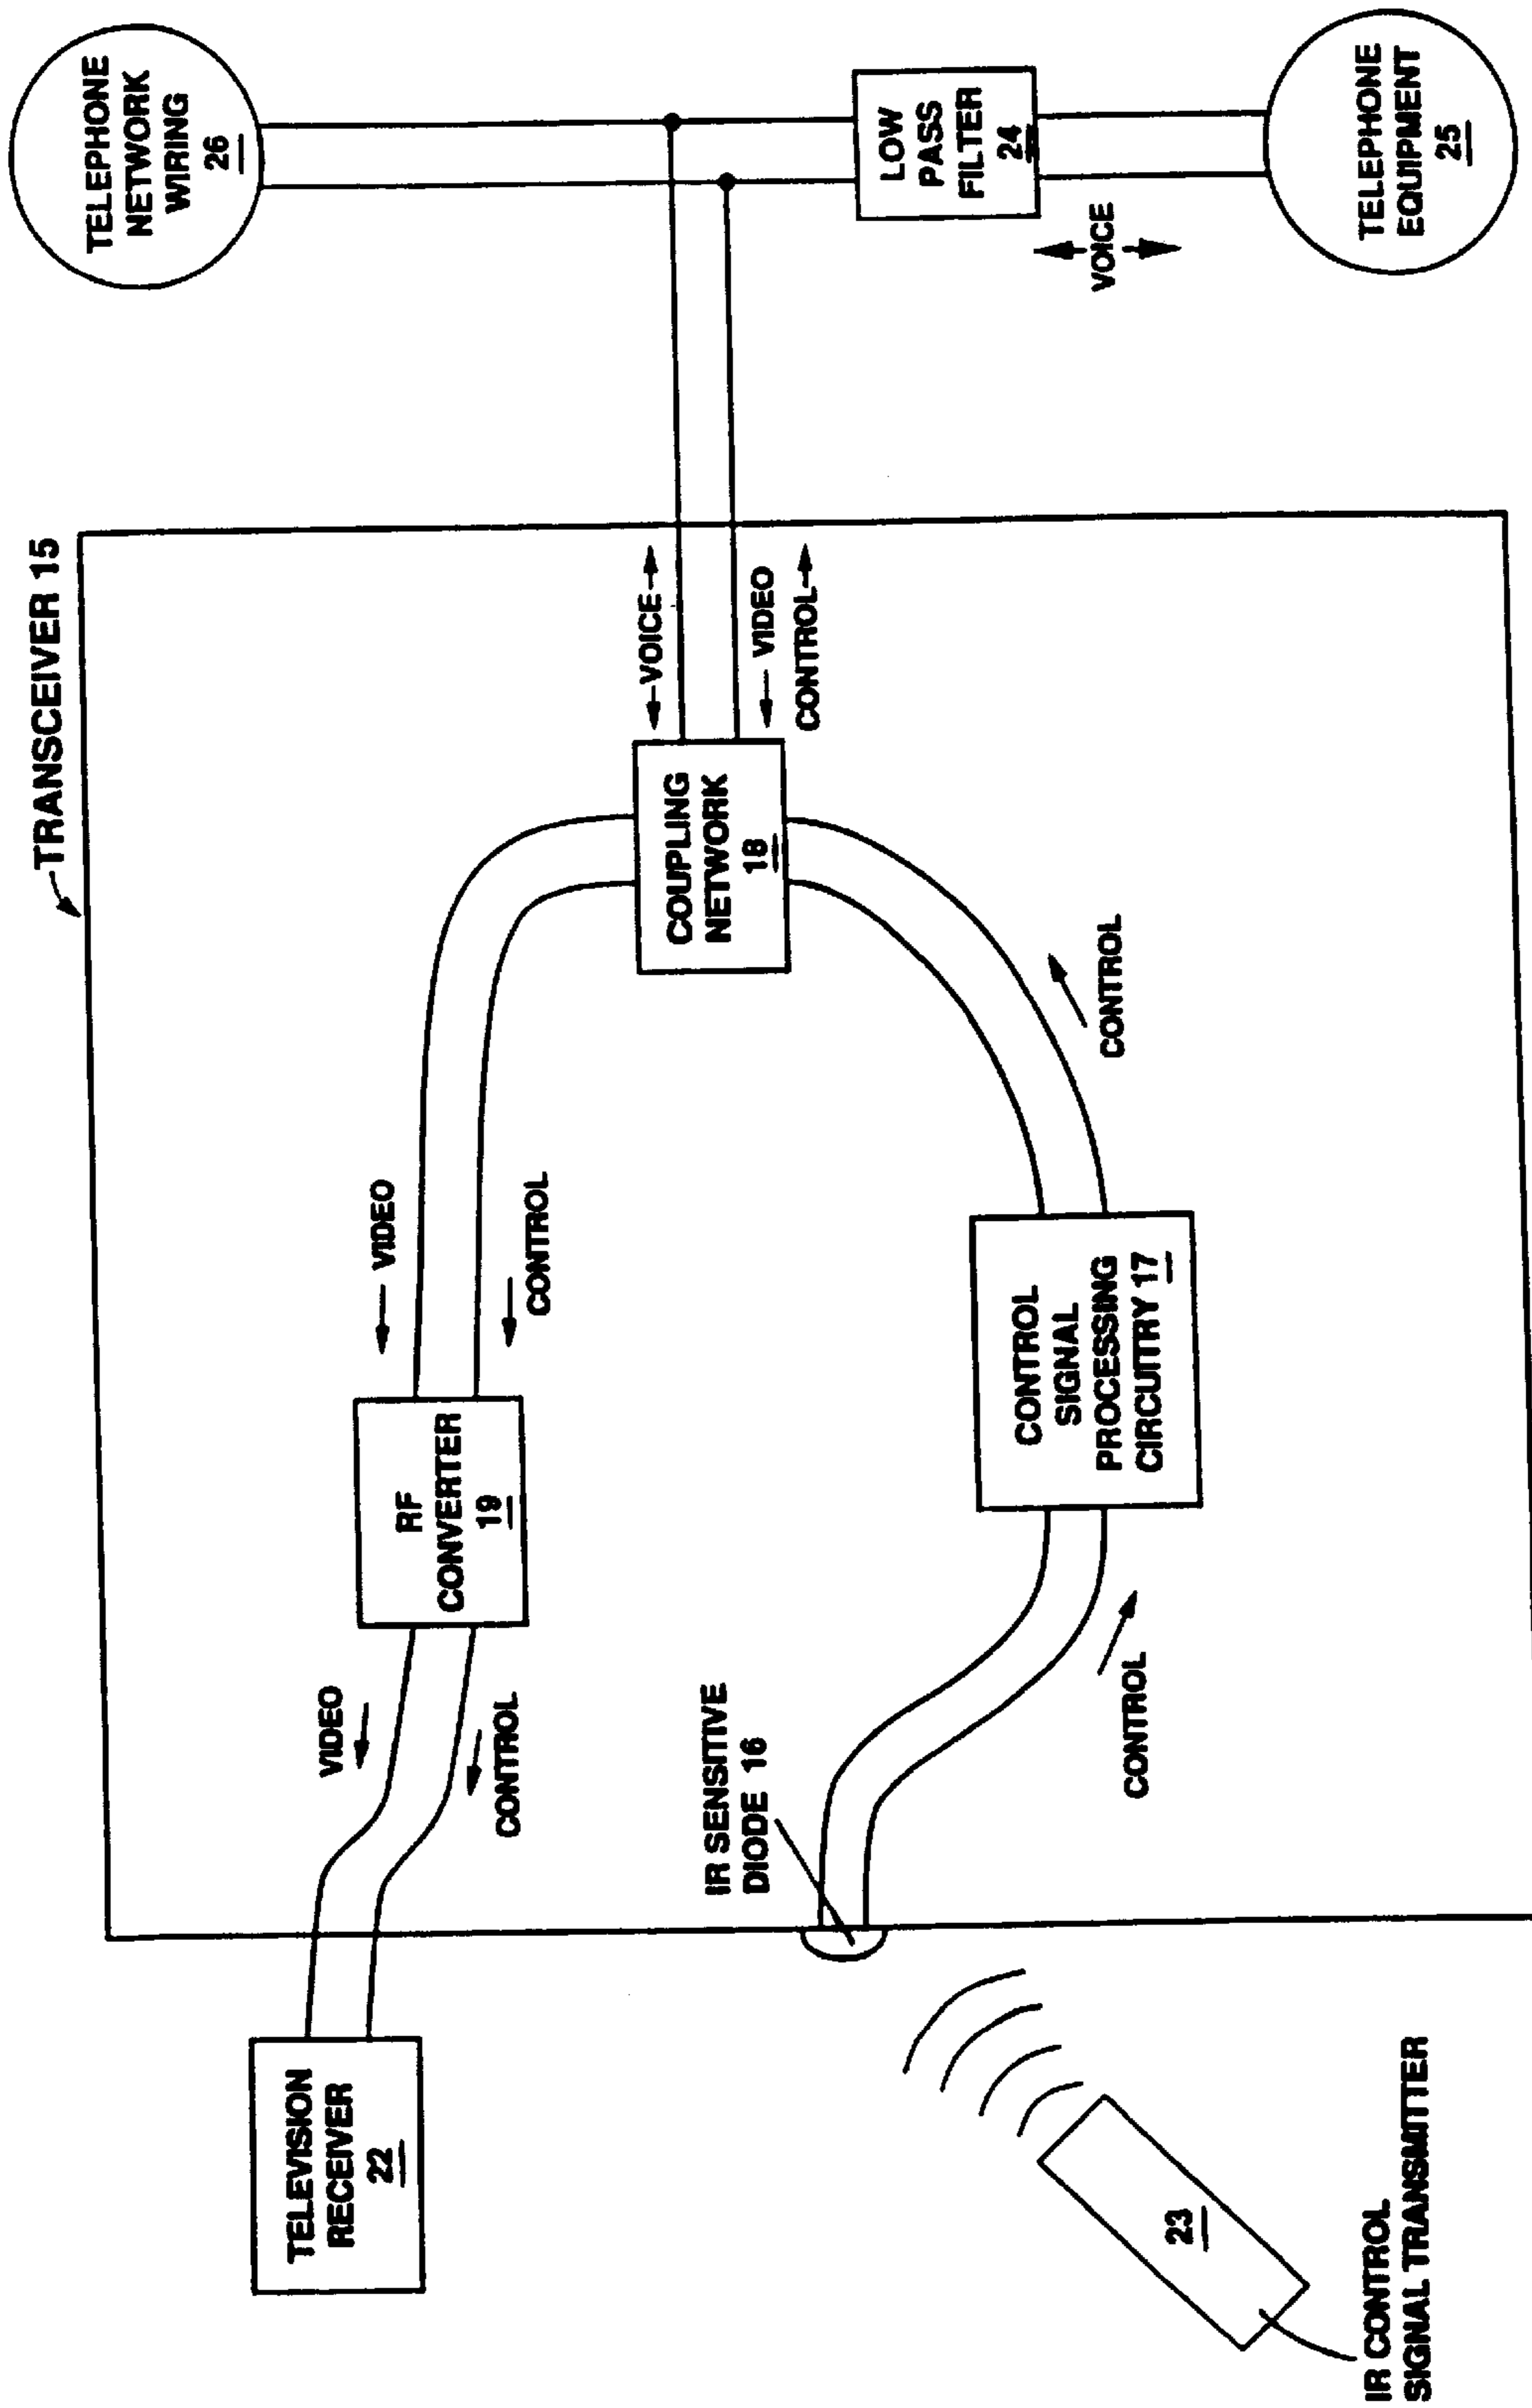 TRANSCEIVER 15
TELEVISION
RECEIVER
22
VIDEO
CONTROL
RF
CONVERTER
19
VIDEO
CONTROL
COUPLING
NETWORK
18
VOICE
VIDEO
CONTROL
TELEPHONE
NETWORK
WIRING
26
LOW
PASS
FILTER
24
VOICE
TELEPHONE
EQUIPMENT
25
IR SENSITIVE
DIODE 16
CONTROL
CONTROL
SIGNAL
PROCESSING
CIRCUITRY 17
CONTROL
23
IR CONTROL
SIGNAL TRANSMITTER